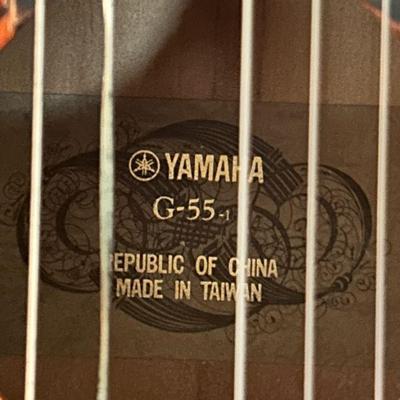 YAMAHA
G-55-1
REPUBLIC OF CHINA
MADE IN TAIWAN